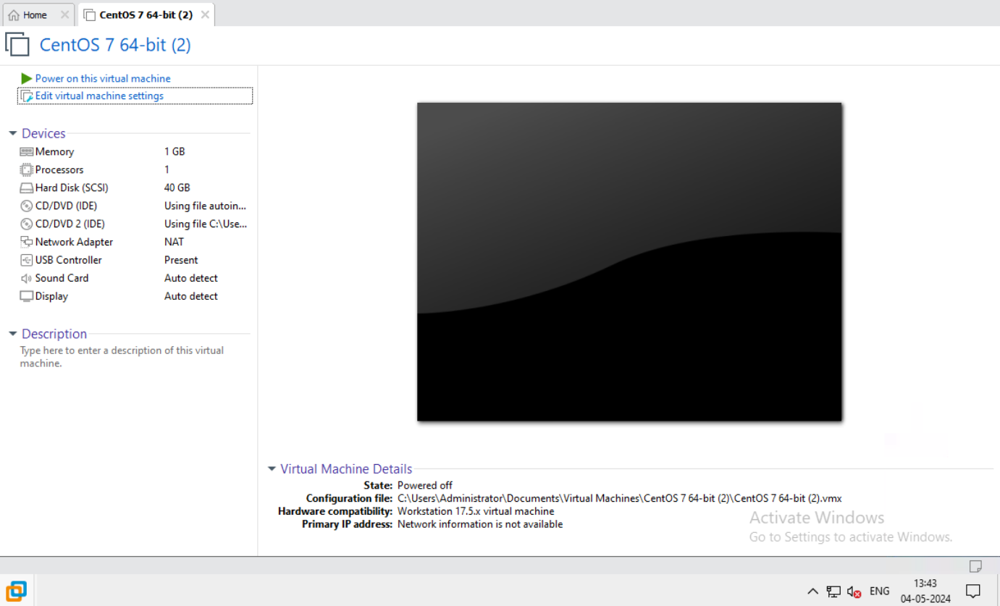 Home
CentOS 7 64-bit (2)
CentOS 7 64-bit (2)
Power on this virtual machine
Edit virtual machine settings
Devices
Memory 1 GB
Processors 1
Hard Disk (SCSI) 40 GB
CD/DVD (IDE) Using file autoin...
CD/DVD 2 (IDE) Using file C:\Use...
Network Adapter NAT
USB Controller Present
Sound Card Auto detect
Display Auto detect
Description
Type here to enter a description of this virtual
machine.
Virtual Machine Details
State: Powered off
Configuration file: C:\Users\Administrator\Documents\Virtual Machines\CentOS 7 64-bit (2)\CentOS 7 64-bit (2).vmx
Hardware compatibility: Workstation 17.5.x virtual machine
Primary IP address: Network information is not available
Activate Windows
Go to Settings to activate Windows.
ENG
13:43
04-05-2024